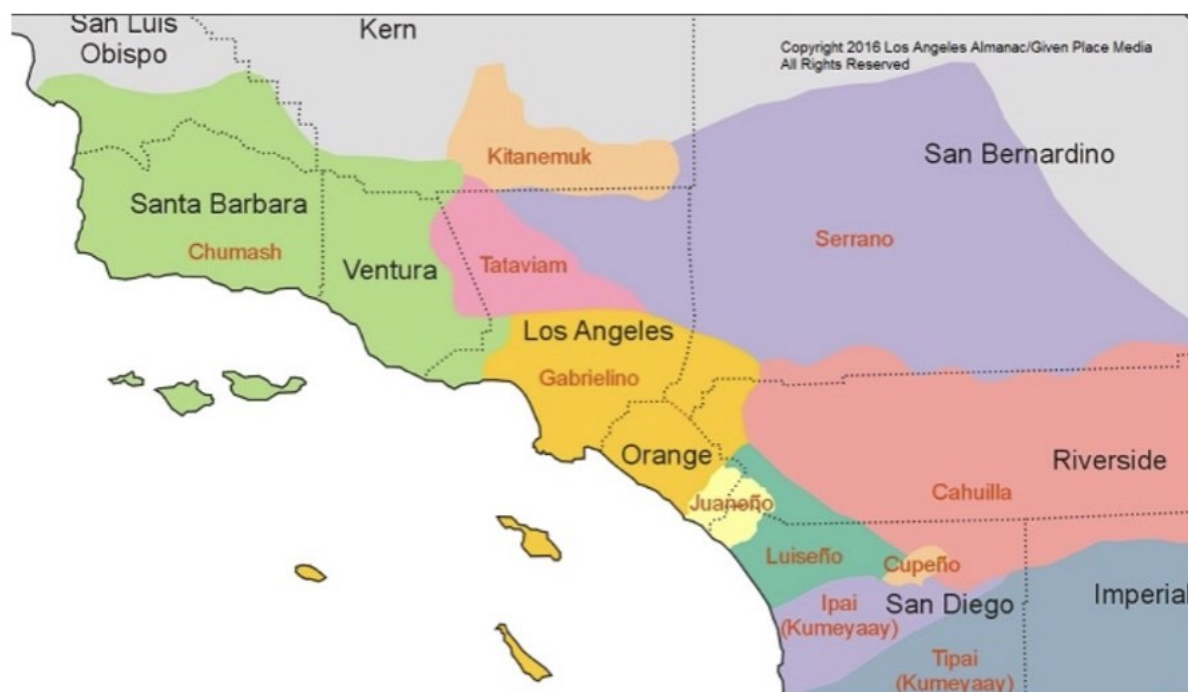 San Luis
Obispo
Kern
Copyright 2016 Los Angeles Almanac/Given Place Media
All Rights Reserved
Kitanemuk
San Bernardino
Santa Barbara
Chumash
Serrano
Ventura
Tataviam
Los Angeles
Gabrielino
Orange
Riverside
Juaneño
Cahuilla
Luiseño
Cupeño
Ipai
(Kumeyaay)
San Diego
Imperial
Tipai
(Kumeyaay)